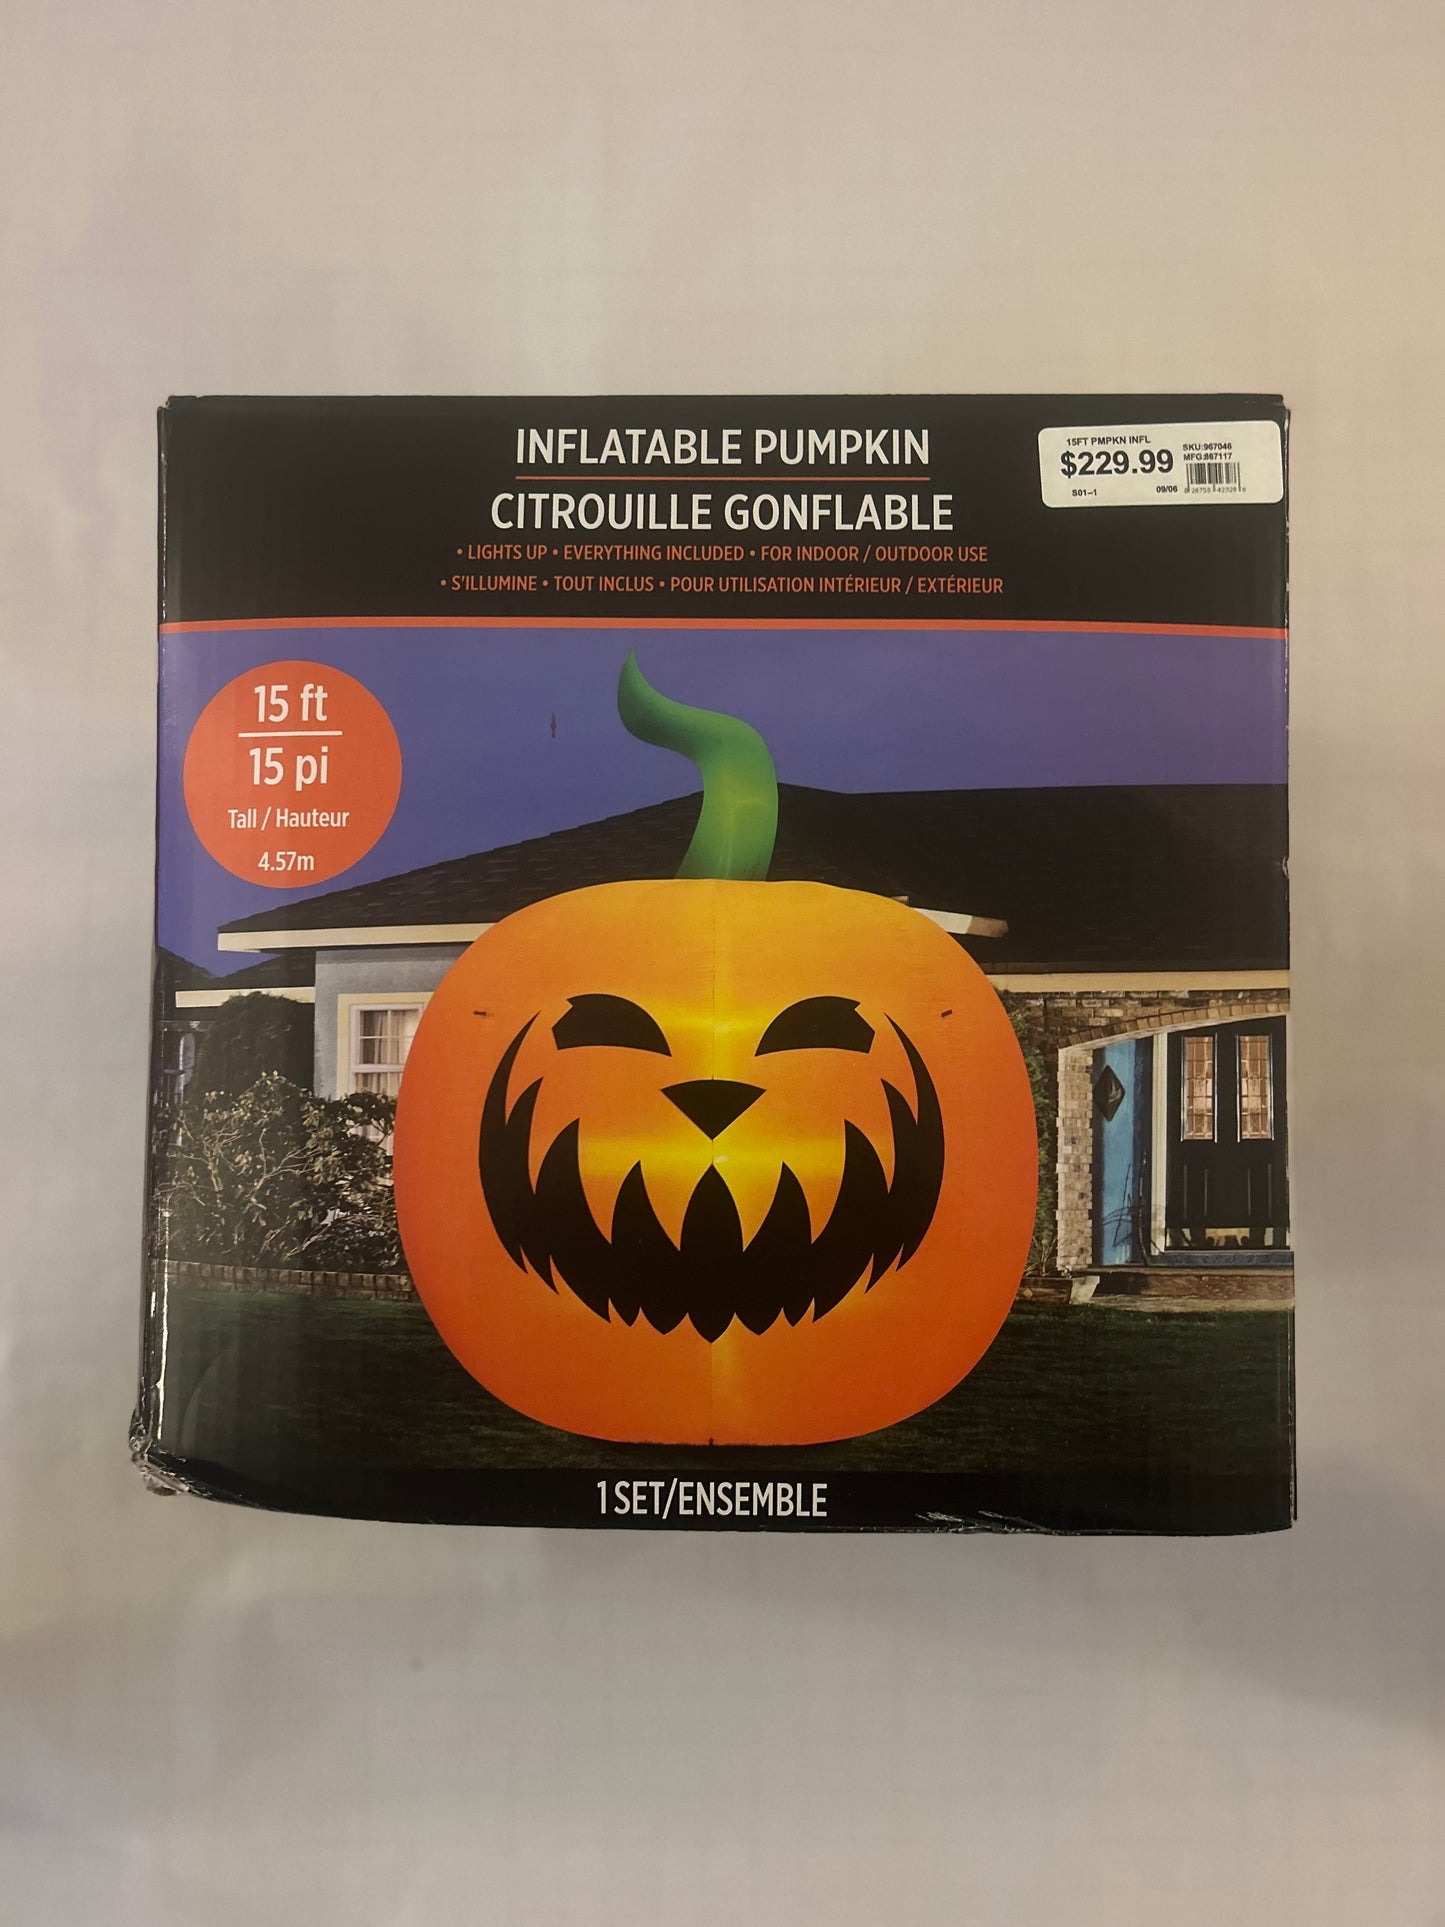 INFLATABLE PUMPKIN
CITROUILLE GONFLABLE
• LIGHTS UP • EVERYTHING INCLUDED • FOR INDOOR / OUTDOOR USE
• S'ILLUMINE • TOUT INCLUS • POUR UTILISATION INTÉRIEUR / EXTÉRIEUR
15FT PMPKN INFL
$229.99
SKU:967046
MFG:867117
S01-1
09/06
15 ft
15 pi
Tall / Hauteur
4.57m
1 SET/ENSEMBLE